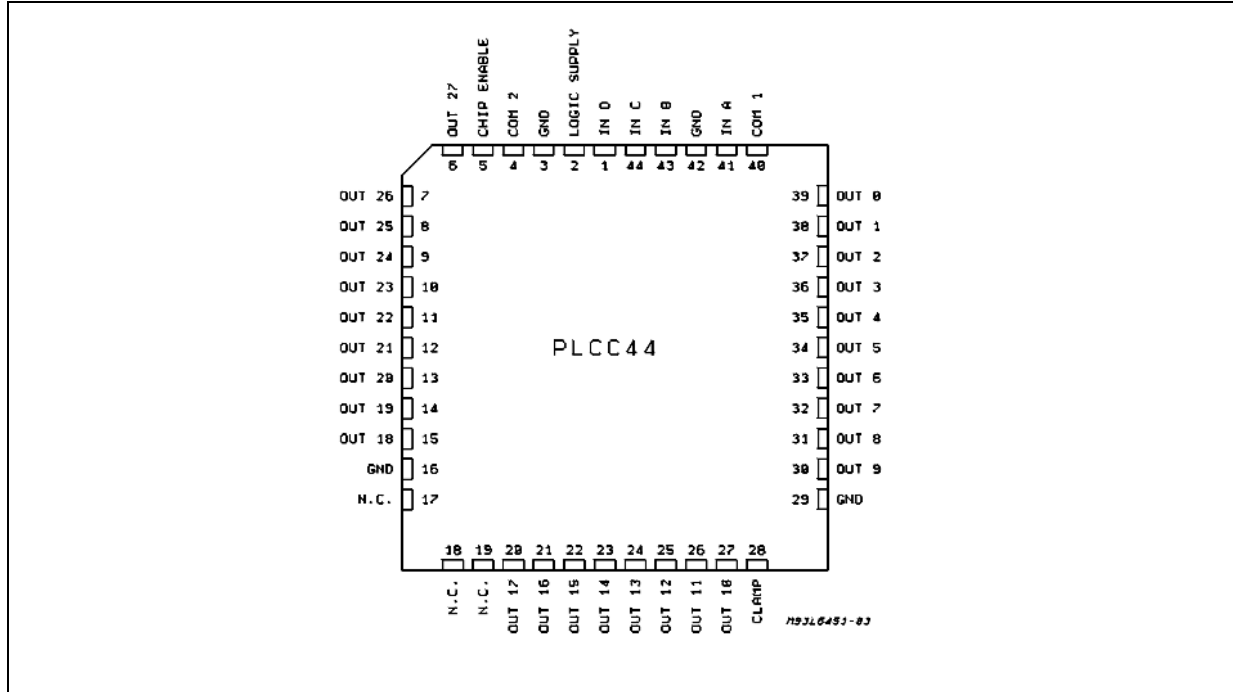 OUT 27
CHIP ENABLE
COM 2
GND
LOGIC SUPPLY
IN D
IN C
IN B
GND
IN A
COM 1
6 5 4 3 2 1 44 43 42 41 40
OUT 26 7
OUT 25 8
OUT 24 9
OUT 23 10
OUT 22 11
OUT 21 12
OUT 20 13
OUT 19 14
OUT 18 15
GND 16
N.C. 17
PLCC44
39 OUT 0
38 OUT 1
37 OUT 2
36 OUT 3
35 OUT 4
34 OUT 5
33 OUT 6
32 OUT 7
31 OUT 8
30 OUT 9
29 GND
18 19 20 21 22 23 24 25 26 27 28
N.C.
N.C.
OUT 17
OUT 16
OUT 15
OUT 14
OUT 13
OUT 12
OUT 11
OUT 10
CLAMP
M93L6451-03